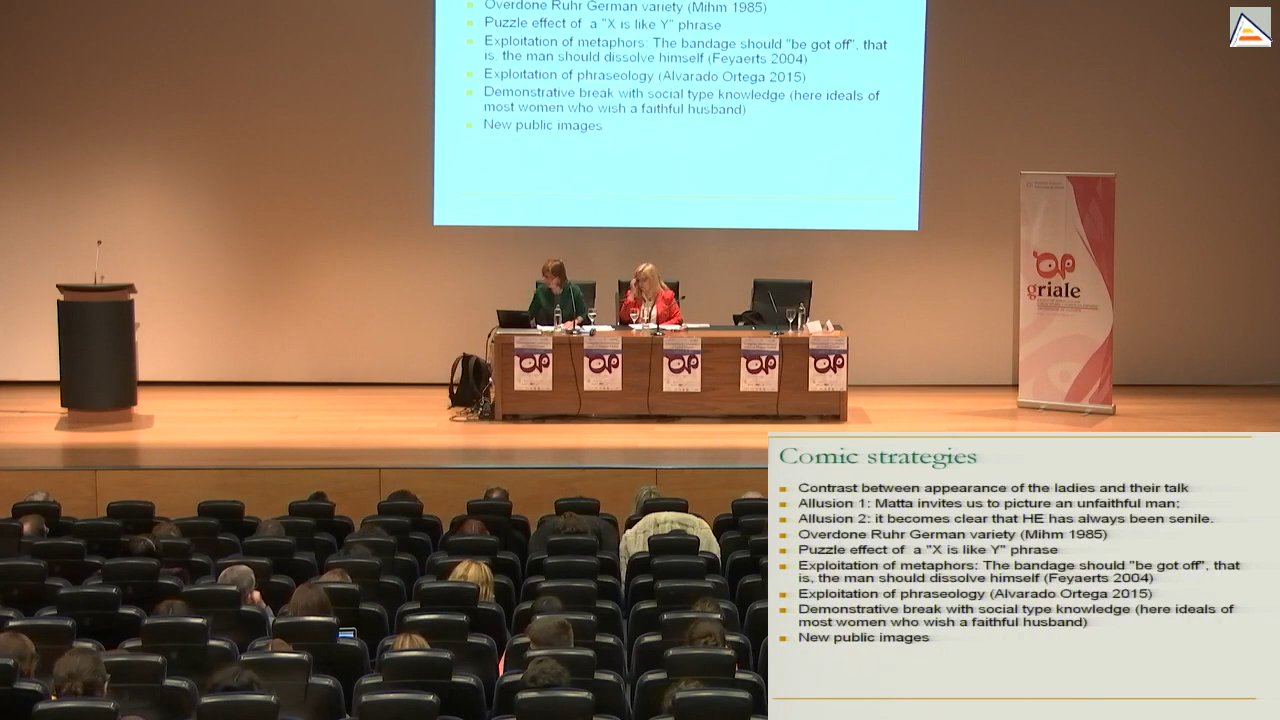 Overdone Ruhr German variety (Mihm 1985)
Puzzle effect of a "X is like Y" phrase
Exploitation of metaphors: The bandage should "be got off", that
is, the man should dissolve himself (Feyaerts 2004)
Exploitation of phraseology (Alvarado Ortega 2015)
Demonstrative break with social type knowledge (here ideals of
most women who wish a faithful husband)
New public images
griale
Comic strategies
Contrast between appearance of the ladies and their talk
Allusion 1: Matta invites us to picture an unfaithful man;
Allusion 2: it becomes clear that HE has always been senile.
Overdone Ruhr German variety (Mihm 1985)
Puzzle effect of a "X is like Y" phrase
Exploitation of metaphors: The bandage should "be got off", that
is, the man should dissolve himself (Feyaerts 2004)
Exploitation of phraseology (Alvarado Ortega 2015)
Demonstrative break with social type knowledge (here ideals of
most women who wish a faithful husband)
New public images